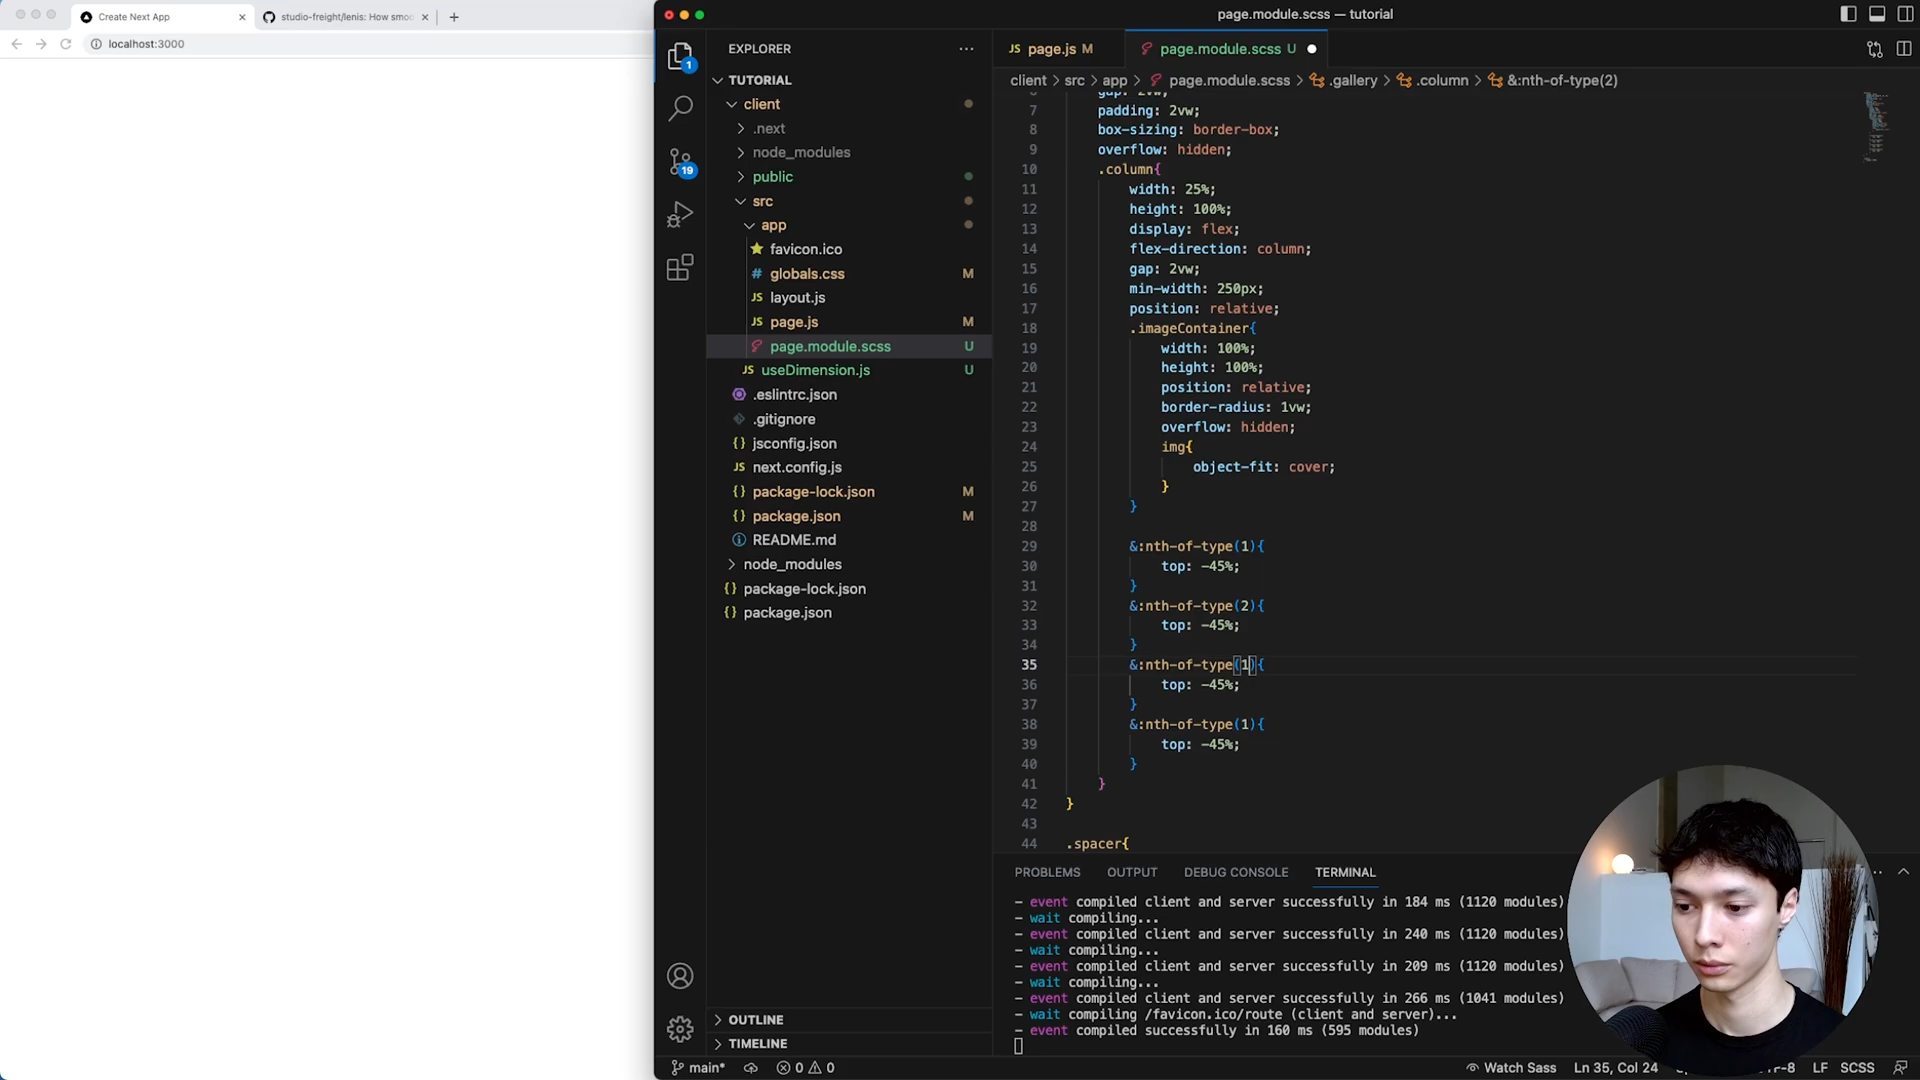 Create Next App
studio-freight/lenis: How smoo
localhost:3000
page.module.scss — tutorial
EXPLORER
TUTORIAL
client
.next
node_modules
public
src
app
favicon.ico
globals.css M
layout.js
page.js M
page.module.scss U
useDimension.js U
.eslintrc.json
.gitignore
jsconfig.json
next.config.js
package-lock.json M
package.json M
README.md
node_modules
package-lock.json
package.json
OUTLINE
TIMELINE
1
19
page.js M
page.module.scss U
client > src > app > page.module.scss > .gallery > .column > &:nth-of-type(2)
gap: 2vw;
7 padding: 2vw;
8 box-sizing: border-box;
9 overflow: hidden;
10 .column{
11 width: 25%;
12 height: 100%;
13 display: flex;
14 flex-direction: column;
15 gap: 2vw;
16 min-width: 250px;
17 position: relative;
18 .imageContainer{
19 width: 100%;
20 height: 100%;
21 position: relative;
22 border-radius: 1vw;
23 overflow: hidden;
24 img{
25 object-fit: cover;
26 }
27 }
28
29 &:nth-of-type(1){
30 top: -45%;
31 }
32 &:nth-of-type(2){
33 top: -45%;
34 }
35 &:nth-of-type(1){
36 top: -45%;
37 }
38 &:nth-of-type(1){
39 top: -45%;
40 }
41 }
42 }
43
44 .spacer{
PROBLEMS OUTPUT DEBUG CONSOLE TERMINAL
- event compiled client and server successfully in 184 ms (1120 modules)
- wait compiling...
- event compiled client and server successfully in 240 ms (1120 modules)
- wait compiling...
- event compiled client and server successfully in 209 ms (1120 modules)
- wait compiling...
- event compiled client and server successfully in 266 ms (1041 modules)
- wait compiling /favicon.ico/route (client and server)...
- event compiled successfully in 160 ms (595 modules)
main* 0 0 Watch Sass Ln 35, Col 24 LF SCSS